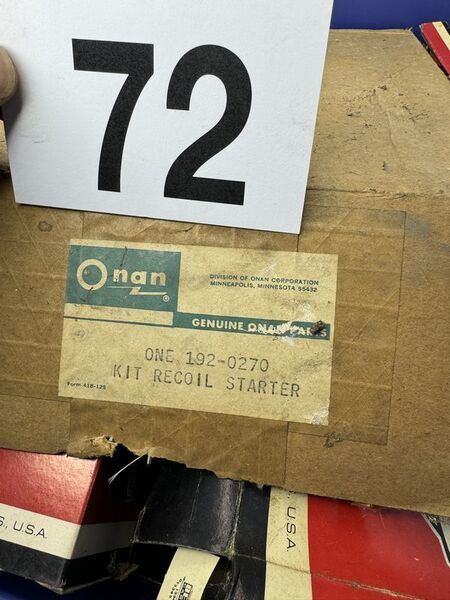 72
Onan
®
DIVISION OF ONAN CORPORATION
MINNEAPOLIS, MINNESOTA 55432
GENUINE ONAN PARTS
ONE 192-0270
KIT RECOIL STARTER
Form 418-125
S, U.S.A.
U.S.A